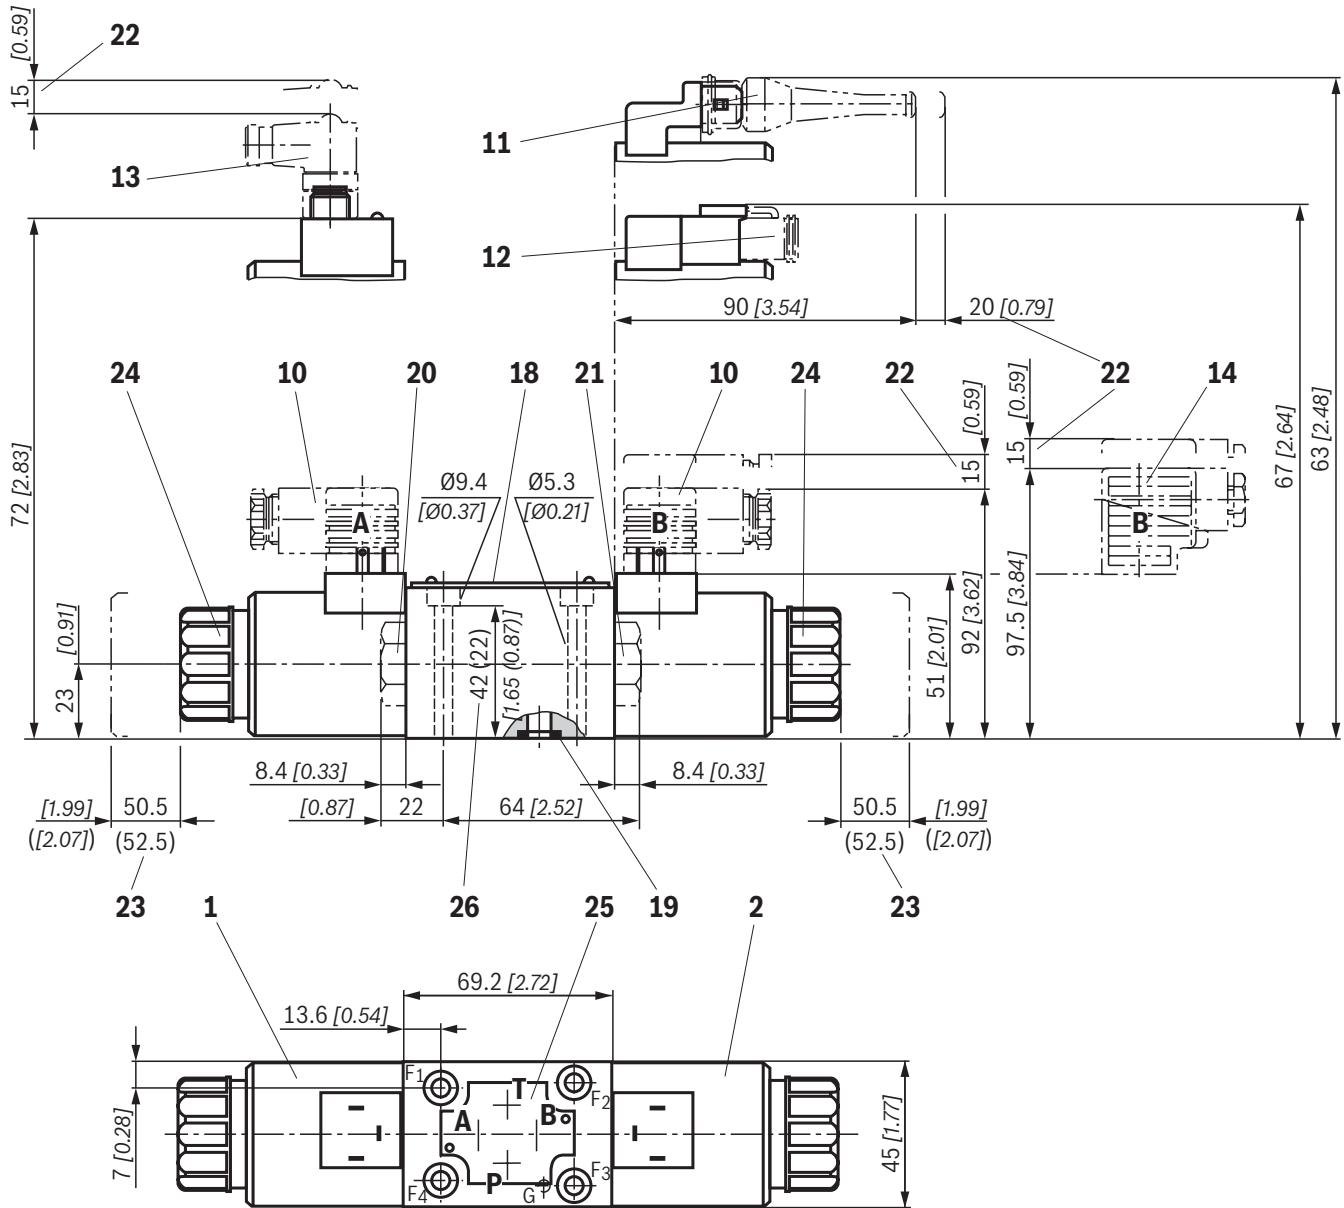 15 [0.59]
22
13
11
12
90 [3.54]
20 [0.79]
72 [2.83]
24
10
20
18
21
10
24
22
22
14
15 [0.59]
15 [0.59]
67 [2.64]
63 [2.48]
Ø9.4
[Ø0.37]
Ø5.3
[Ø0.21]
A
B
B
23 [0.91]
42 (22)
[1.65 (0.87)]
51 [2.01]
92 [3.62]
97.5 [3.84]
8.4 [0.33]
8.4 [0.33]
[0.87] 22
64 [2.52]
[1.99] 50.5
([2.07]) (52.5)
50.5 [1.99]
(52.5) ([2.07])
23
1
26
25
19
2
23
69.2 [2.72]
13.6 [0.54]
7 [0.28]
45 [1.77]
F1
T
F2
A
B
F4
P
G
F3